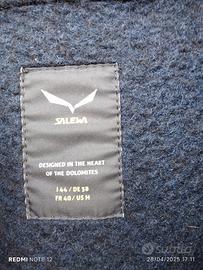 SALEWA
DESIGNED IN THE HEART
OF THE DOLOMITES
I 44 / DE 38
FR 40 / US M
subito
REDMI NOTE 12
28/04/2025 17:11